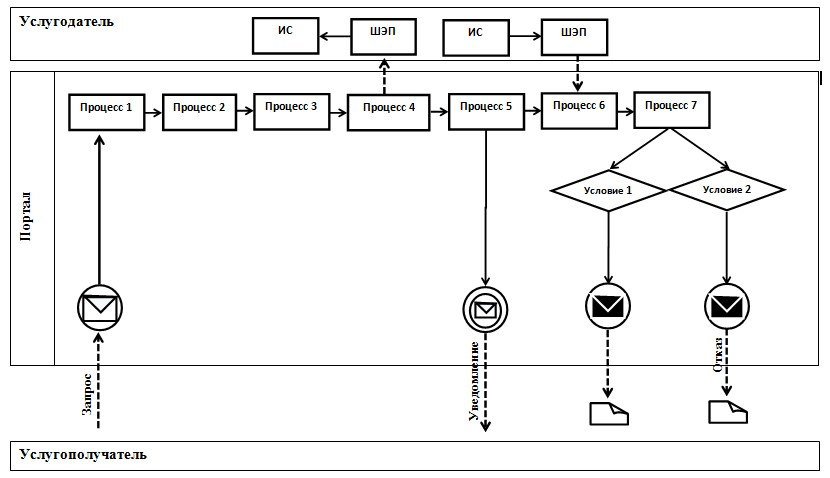 Услугодатель
ИС
ШЭП
ИС
ШЭП
Портал
Процесс 1
Процесс 2
Процесс 3
Процесс 4
Процесс 5
Процесс 6
Процесс 7
Условие 1
Условие 2
Запрос
Уведомление
Отказ
Услугополучатель